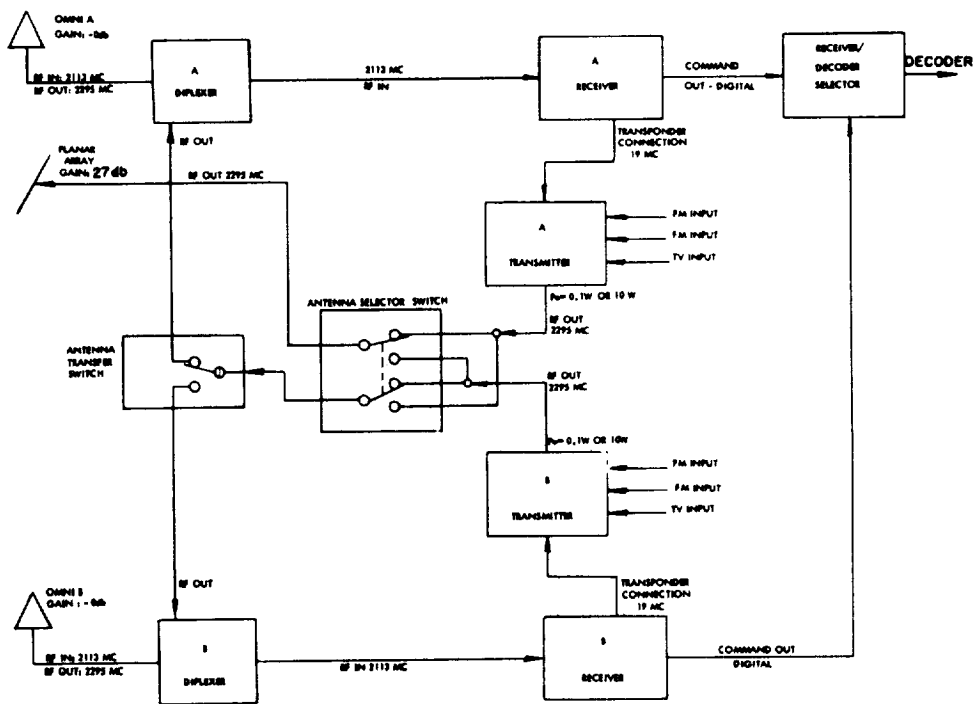 OMNI A
GAIN: -0db
RF IN: 2113 MC
RF OUT: 2295 MC
A
DIPLEXER
2113 MC
RF IN
A
RECEIVER
COMMAND
OUT - DIGITAL
RECEIVER/
DECODER
SELECTOR
DECODER
RF OUT
TRANSPONDER
CONNECTION
19 MC
PLANAR
ARRAY
GAIN: 27db
RF OUT 2295 MC
A
TRANSMITTER
PM INPUT
FM INPUT
TV INPUT
Po= 0.1W OR 10 W
RF OUT
2295 MC
ANTENNA SELECTOR SWITCH
ANTENNA
TRANSFER
SWITCH
RF OUT
2295 MC
Po= 0.1W OR 10W
B
TRANSMITTER
PM INPUT
FM INPUT
TV INPUT
RF OUT
TRANSPONDER
CONNECTION
19 MC
OMNI B
GAIN : -0db
RF IN: 2113 MC
RF OUT: 2295 MC
B
DIPLEXER
RF IN 2113 MC
B
RECEIVER
COMMAND OUT
DIGITAL